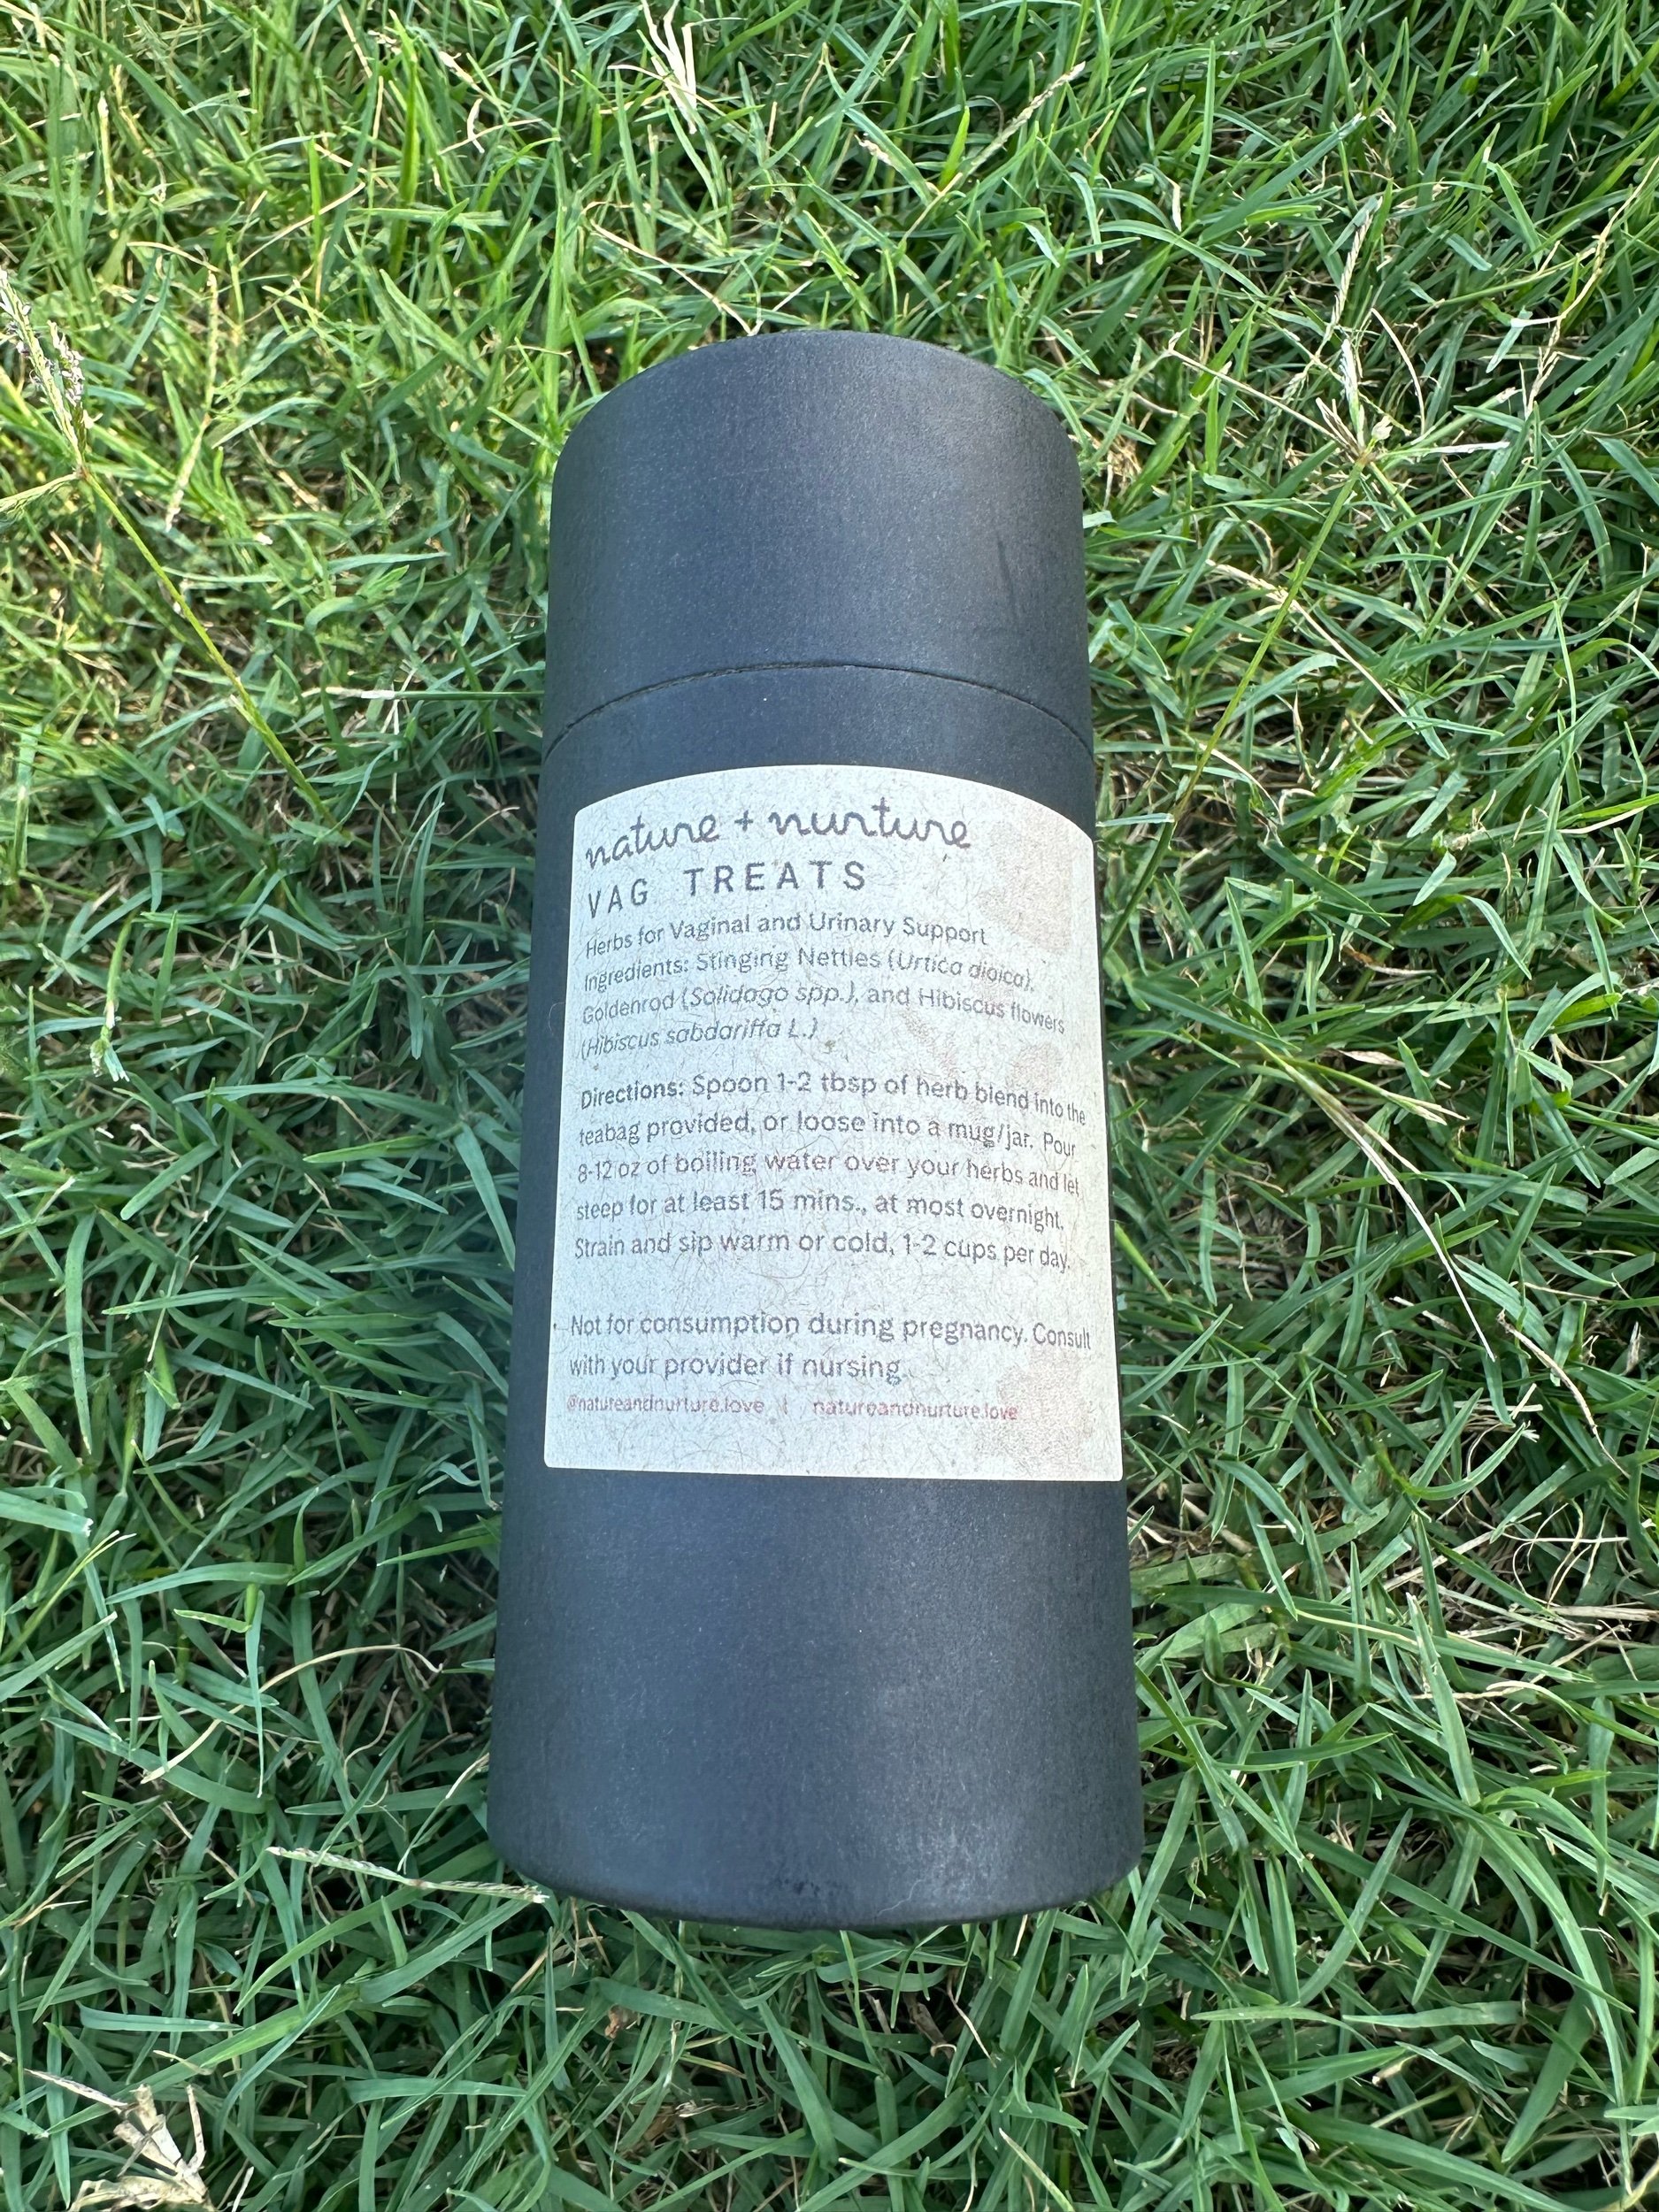 nature + nurture
VAG TREATS
Herbs for Vaginal and Urinary Support
Ingredients: Stinging Nettles (Urtica dioica),
Goldenrod (Solidago spp.), and Hibiscus flowers
(Hibiscus sabdariffa L.)
Directions: Spoon 1-2 tbsp of herb blend into the
teabag provided, or loose into a mug/jar. Pour
8-12 oz of boiling water over your herbs and let
steep for at least 15 mins., at most overnight.
Strain and sip warm or cold, 1-2 cups per day.
Not for consumption during pregnancy. Consult
with your provider if nursing.
@natureandnurture.love | natureandnurture.love